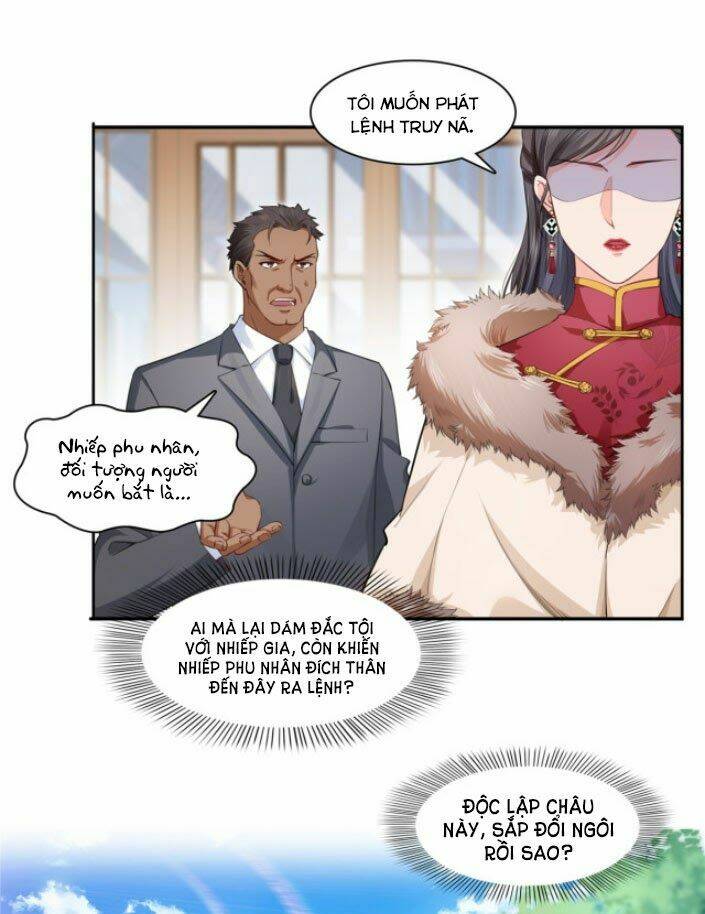 TÔI MUỐN PHÁT
LỆNH TRUY NÃ.
Nhiếp phu nhân,
đối tượng người
muốn bắt là...
AI MÀ LẠI DÁM ĐẮC TỘI
VỚI NHIẾP GIA, CÒN KHIẾN
NHIẾP PHU NHÂN ĐÍCH THÂN
ĐẾN ĐÂY RA LỆNH?
ĐỘC LẬP CHÂU
NÀY, SẮP ĐỔI NGÔI
RỒI SAO?